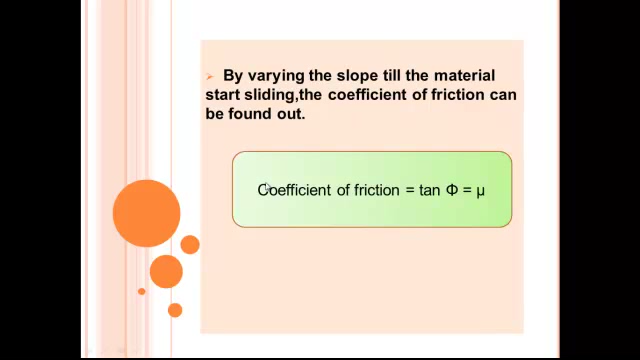 By varying the slope till the material
start sliding,the coefficient of friction can
be found out.
Coefficient of friction = tan Φ = μ